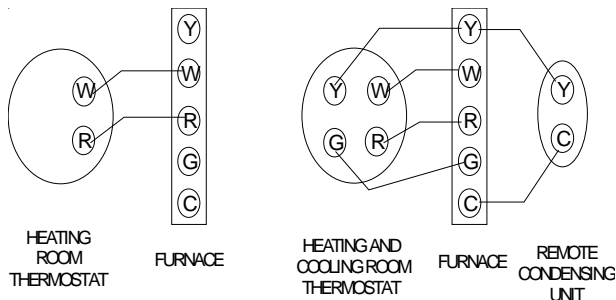 Y
W
R
G
C
W
R
HEATING
ROOM
THERMOSTAT
FURNACE
Y
W
R
G
C
Y
W
G
R
Y
C
HEATING AND
COOLING ROOM
THERMOSTAT
FURNACE
REMOTE
CONDENSING
UNIT